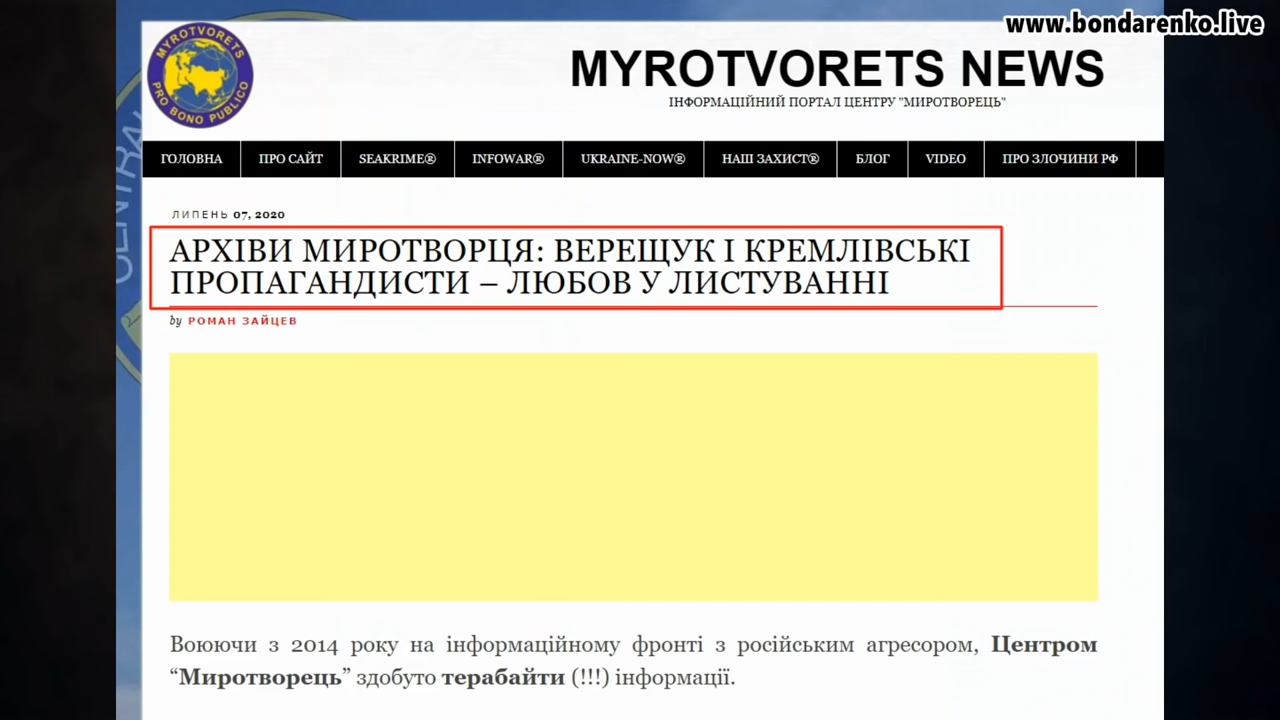 www.bondarenko.live
MYROTVORETS
PRO BONO PUBLICO
MYROTVORETS NEWS
ІНФОРМАЦІЙНИЙ ПОРТАЛ ЦЕНТРУ "МИРОТВОРЕЦЬ"
ГОЛОВНА ПРО САЙТ SEAKRIME® INFOWAR® UKRAINE-NOW® НАШ ЗАХИСТ® БЛОГ VIDEO ПРО ЗЛОЧИНИ РФ
ЛИПЕНЬ 07, 2020
АРХІВИ МИРОТВОРЦЯ: ВЕРЕЩУК І КРЕМЛІВСЬКІ
ПРОПАГАНДИСТИ – ЛЮБОВ У ЛИСТУВАННІ
by РОМАН ЗАЙЦЕВ
Воюючи з 2014 року на інформаційному фронті з російським агресором, Центром
“Миротворець” здобуто терабайти (!!!) інформації.